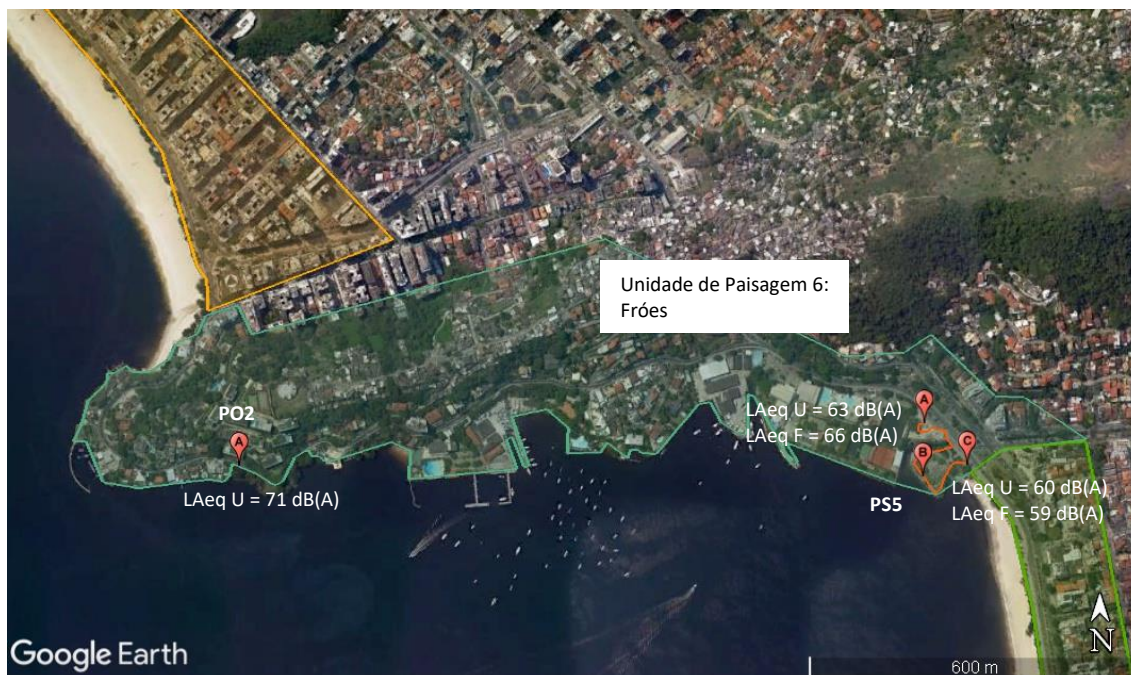 Unidade de Paisagem 6:
Fróes
PO2
A
LAeq U = 71 dB(A)
A
LAeq U = 63 dB(A)
LAeq F = 66 dB(A)
B
C
PS5
LAeq U = 60 dB(A)
LAeq F = 59 dB(A)
N
600 m
Google Earth